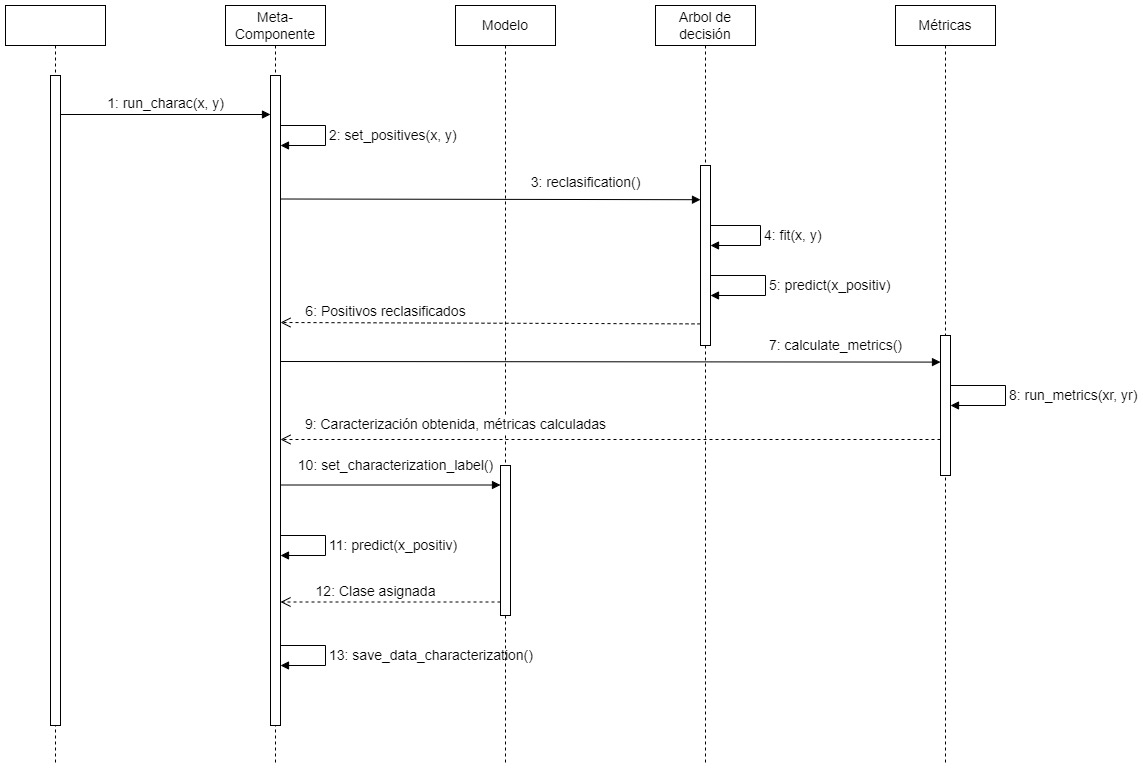 Meta-
Componente
Modelo
Arbol de
decisión
Métricas
1: run_charac(x, y)
2: set_positives(x, y)
3: reclasification()
4: fit(x, y)
5: predict(x_positiv)
6: Positivos reclasificados
7: calculate_metrics()
8: run_metrics(xr, yr)
9: Caracterización obtenida, métricas calculadas
10: set_characterization_label()
11: predict(x_positiv)
12: Clase asignada
13: save_data_characterization()